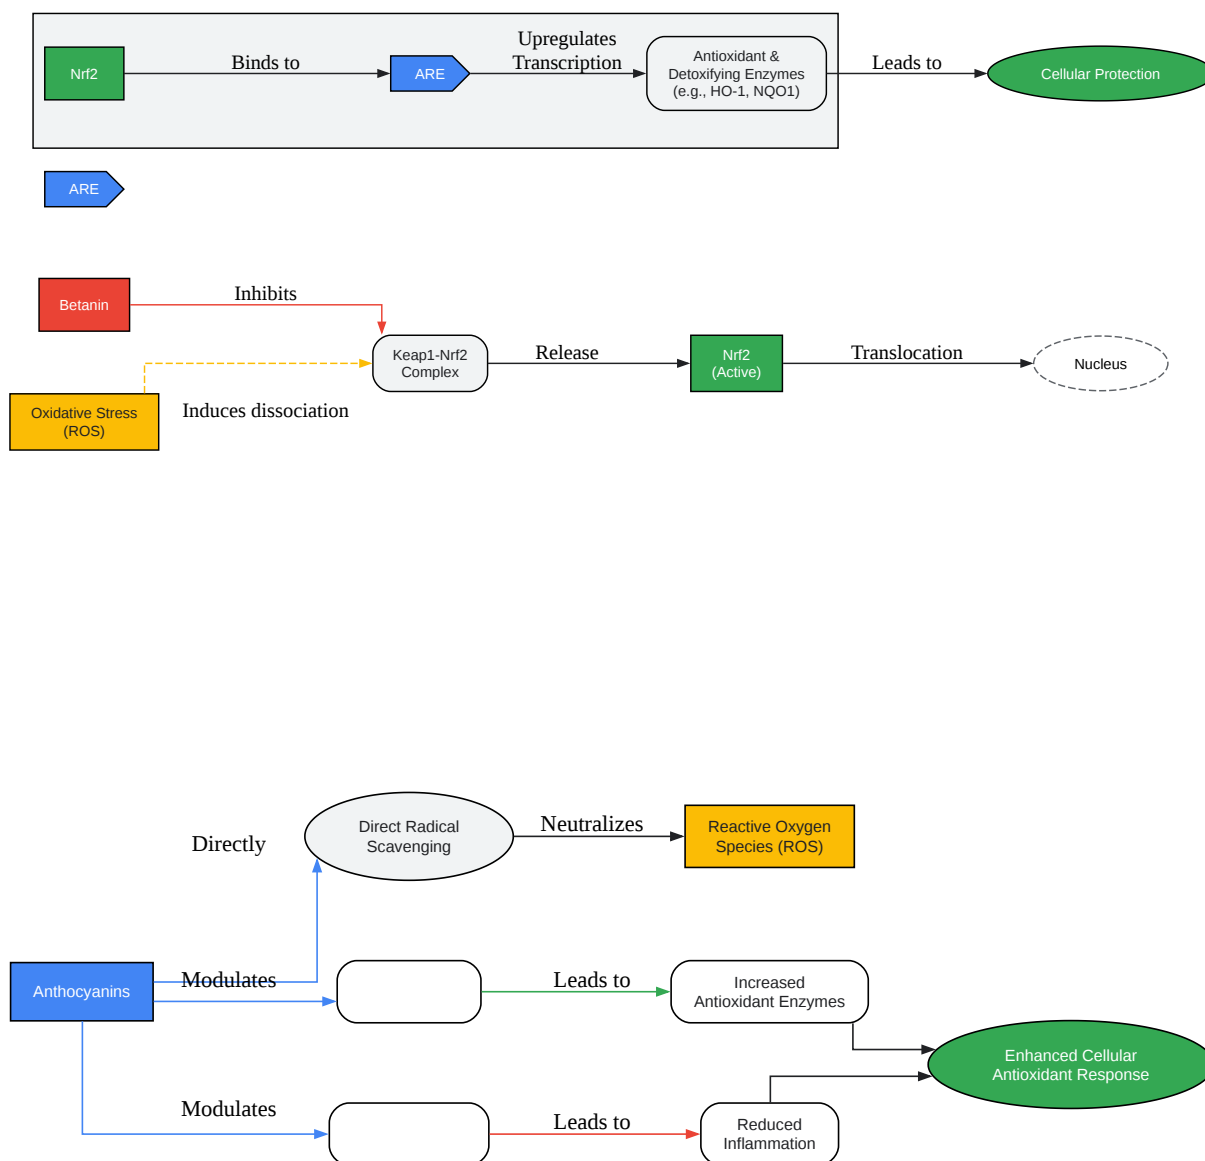 Nrf2
Binds to
ARE
Upregulates
Transcription
Antioxidant &
Detoxifying Enzymes
(e.g., HO-1, NQO1)
Leads to
Cellular Protection
ARE
Betanin
Inhibits
Oxidative Stress
(ROS)
Induces dissociation
Keap1-Nrf2
Complex
Release
Nrf2
(Active)
Translocation
Nucleus
Directly
Direct Radical
Scavenging
Neutralizes
Reactive Oxygen
Species (ROS)
Anthocyanins
Modulates
Leads to
Increased
Antioxidant Enzymes
Enhanced Cellular
Antioxidant Response
Modulates
Leads to
Reduced
Inflammation